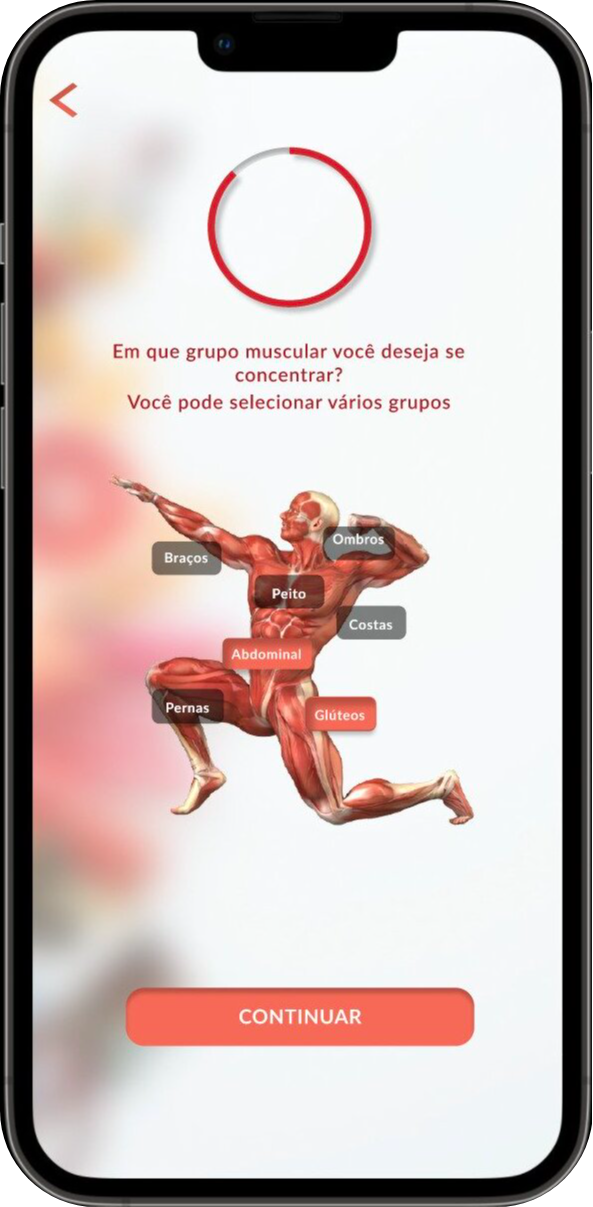 Em que grupo muscular você deseja se
concentrar?
Você pode selecionar vários grupos
Ombros
Braços
Peito
Costas
Abdominal
Pernas
Glúteos
CONTINUAR